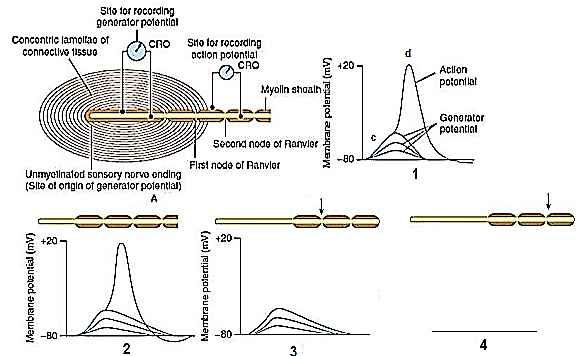 Site for recording
generator potential
Concentric lamellae of
connective tissue
CRO
Site for recording
action potential
CRO
Myelin sheath
Second node of Ranvier
First node of Ranvier
Unmyelinated sensory nerve ending
(Site of origin of generator potential)
A
Membrane potential (mV)
+20
−80
c
d
Action
potential
Generator
potential
1
Membrane potential (mV)
+20
−80
2
Membrane potential (mV)
+20
−80
3
4